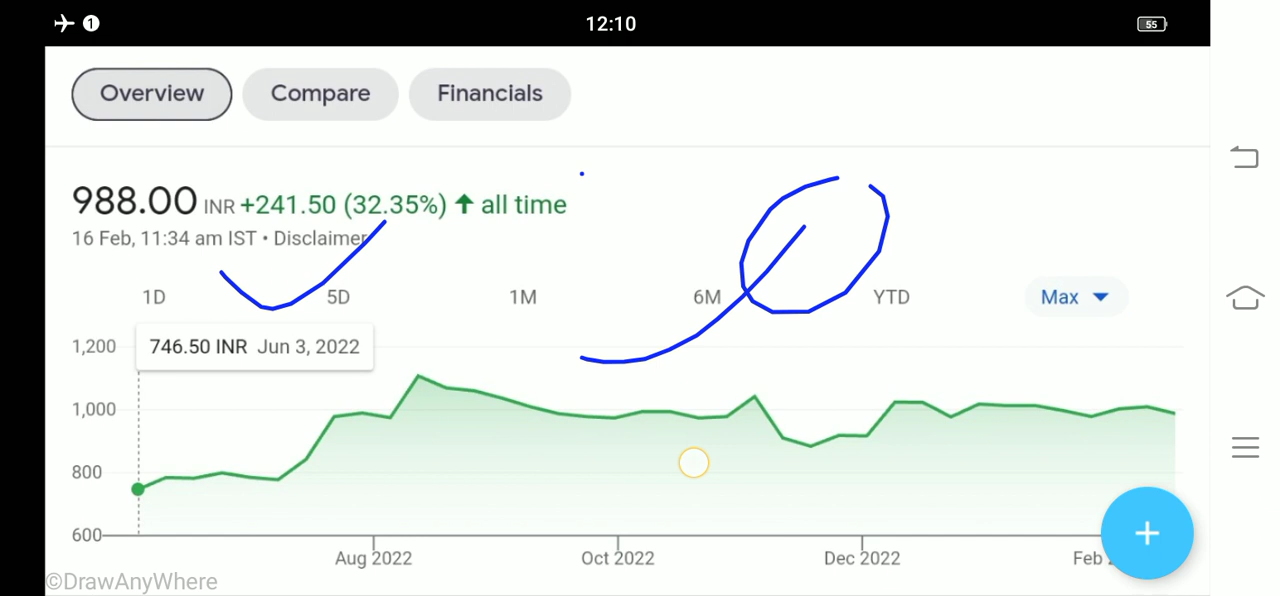 1 12:10 55
Overview Compare Financials
988.00 INR +241.50 (32.35%) ↑ all time
16 Feb, 11:34 am IST • Disclaimer
1D 5D 1M 6M YTD Max
746.50 INR Jun 3, 2022
1,200
1,000
800
600
Aug 2022 Oct 2022 Dec 2022 Feb
©DrawAnyWhere